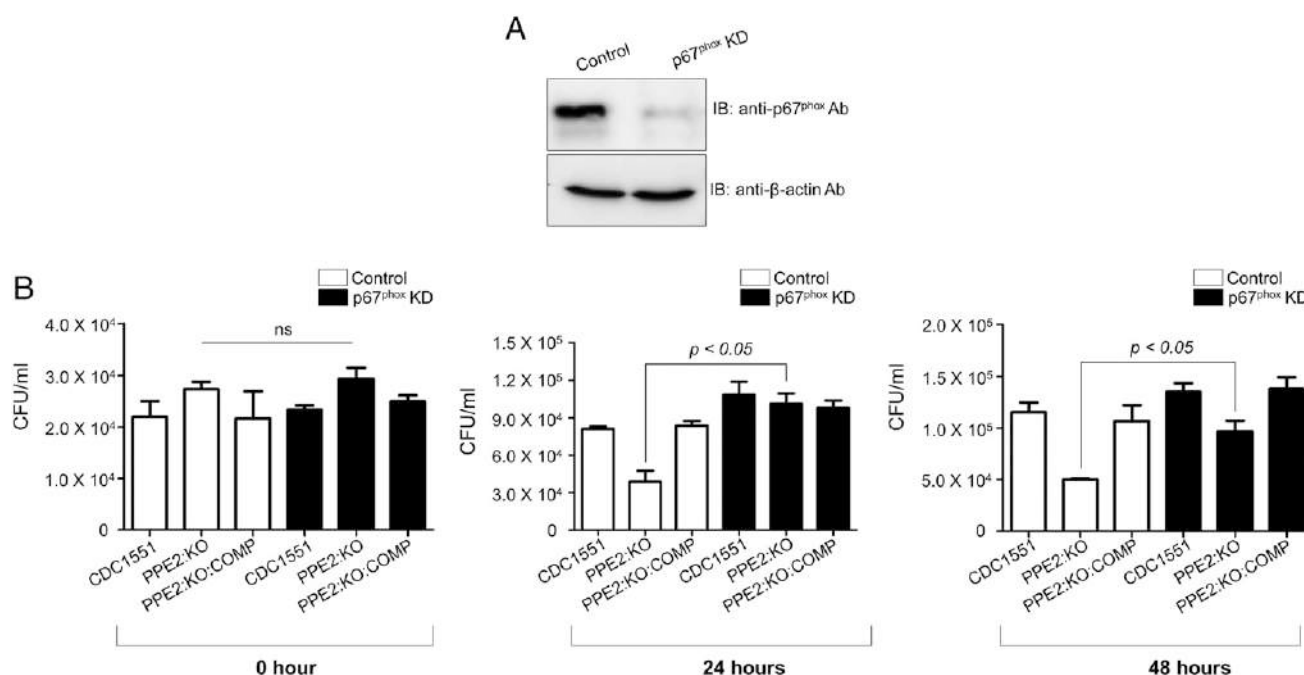 A
Control
p67ᵖʰᵒˣ KD
IB: anti-p67ᵖʰᵒˣ Ab
IB: anti-β-actin Ab
B
Control
p67ᵖʰᵒˣ KD
CFU/ml
4.0 X 10⁴
3.0 X 10⁴
2.0 X 10⁴
1.0 X 10⁴
0
ns
CDC1551
PPE2:KO
PPE2:KO:COMP
CDC1551
PPE2:KO
PPE2:KO:COMP
0 hour
Control
p67ᵖʰᵒˣ KD
CFU/ml
1.5 X 10⁵
1.2 X 10⁵
9.0 X 10⁴
6.0 X 10⁴
3.0 X 10⁴
0
p < 0.05
CDC1551
PPE2:KO
PPE2:KO:COMP
CDC1551
PPE2:KO
PPE2:KO:COMP
24 hours
Control
p67ᵖʰᵒˣ KD
CFU/ml
2.0 X 10⁵
1.5 X 10⁵
1.0 X 10⁵
5.0 X 10⁴
0
p < 0.05
CDC1551
PPE2:KO
PPE2:KO:COMP
CDC1551
PPE2:KO
PPE2:KO:COMP
48 hours